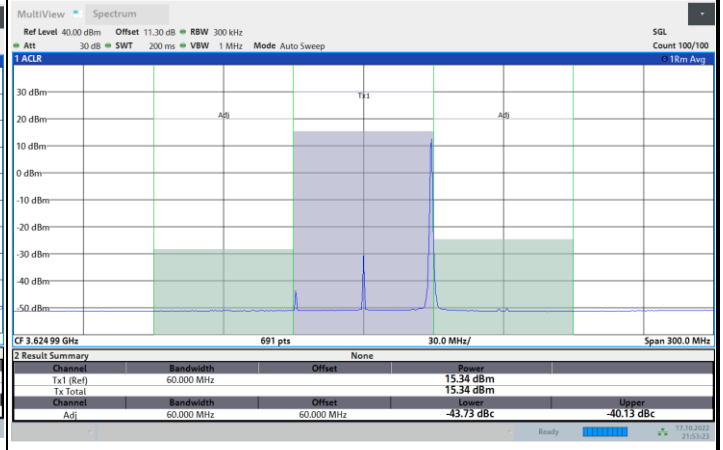 MultiView Spectrum
Ref Level 40.00 dBm Offset 11.30 dB RBW 300 kHz SGL
Att 30 dB SWT 200 ms VBW 1 MHz Mode Auto Sweep Count 100/100
1 ACLR 1Rm Avg
30 dBm
Tx1
20 dBm
Adj Adj
10 dBm
0 dBm
-10 dBm
-20 dBm
-30 dBm
-40 dBm
-50 dBm
CF 3.624 99 GHz 691 pts 30.0 MHz/ Span 300.0 MHz
2 Result Summary None
Channel Bandwidth Offset Power
Tx1 (Ref) 60.000 MHz 15.34 dBm
Tx Total 15.34 dBm
Channel Bandwidth Offset Lower Upper
Adj 60.000 MHz 60.000 MHz -43.73 dBc -40.13 dBc
Ready 17.10.2022
21:53:23